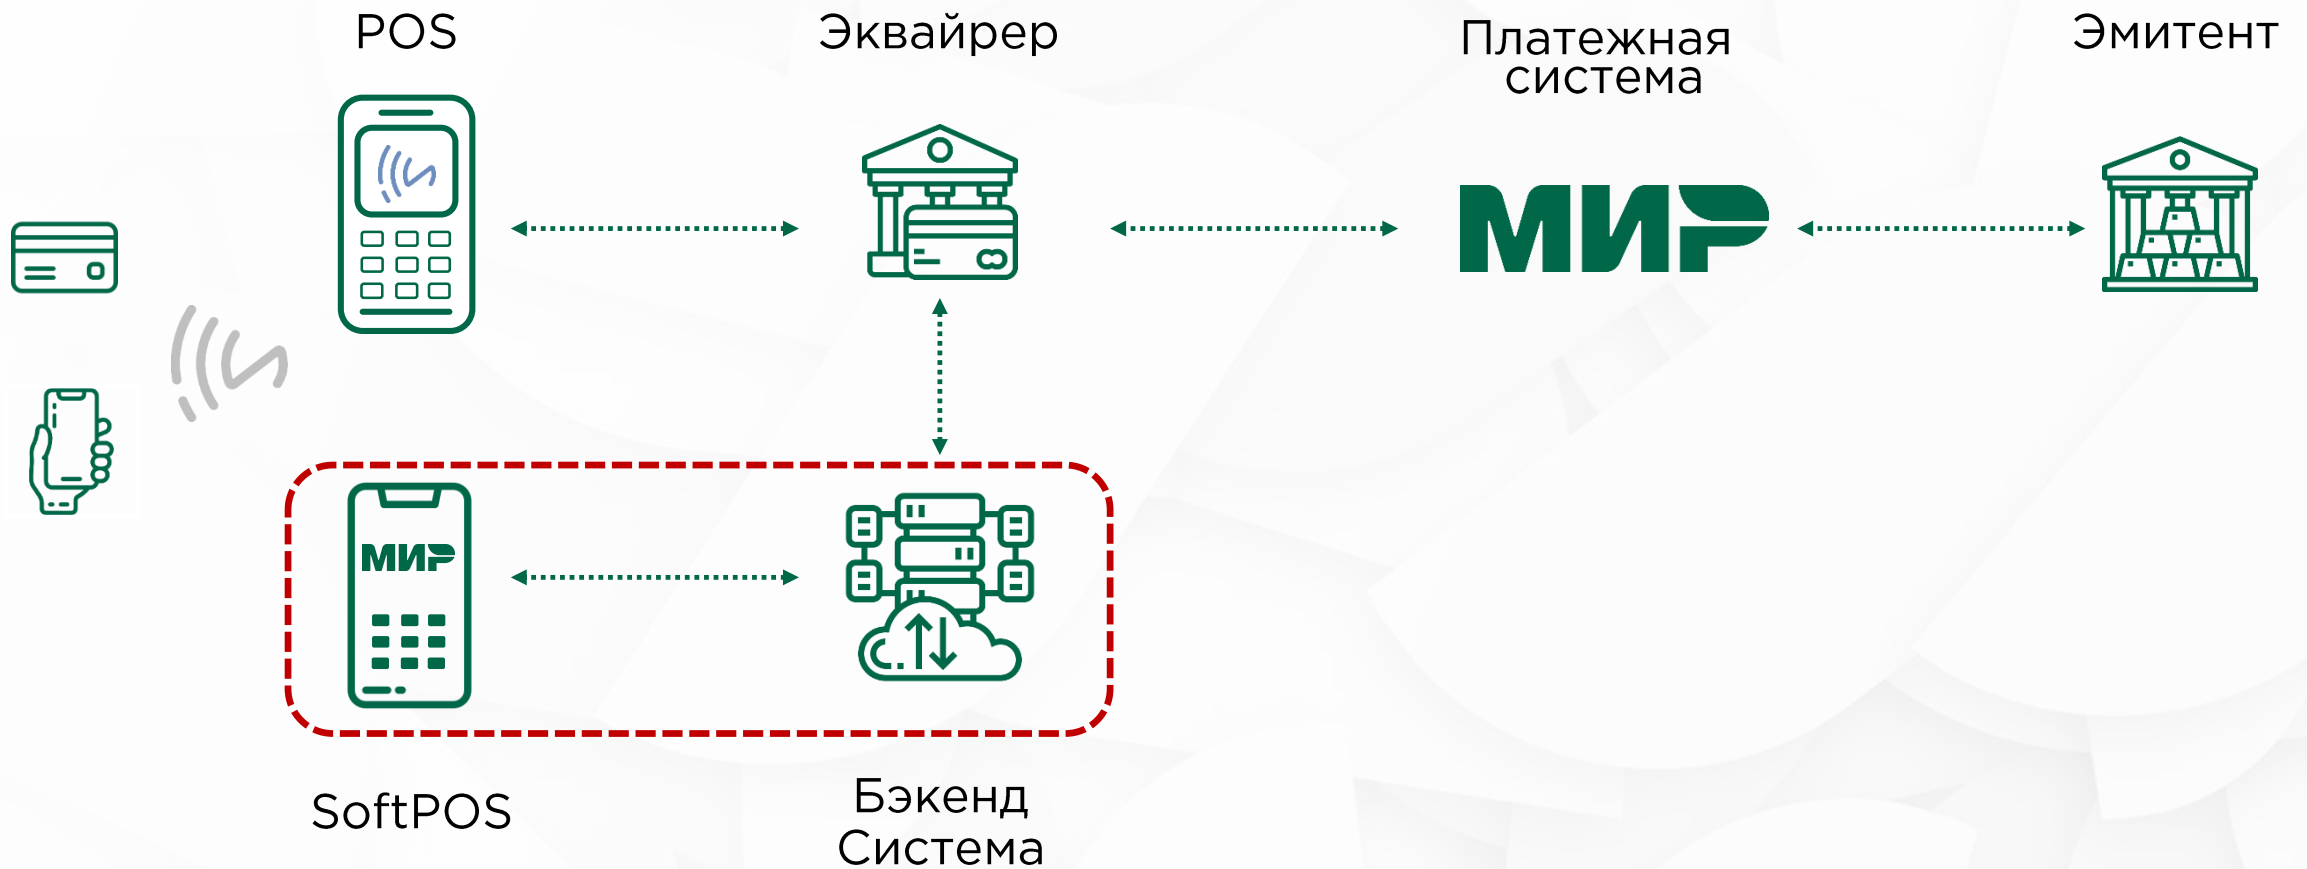 POS
Эквайрер
Платежная
система
Эмитент
МИР
МИР
SoftPOS
Бэкенд
Система